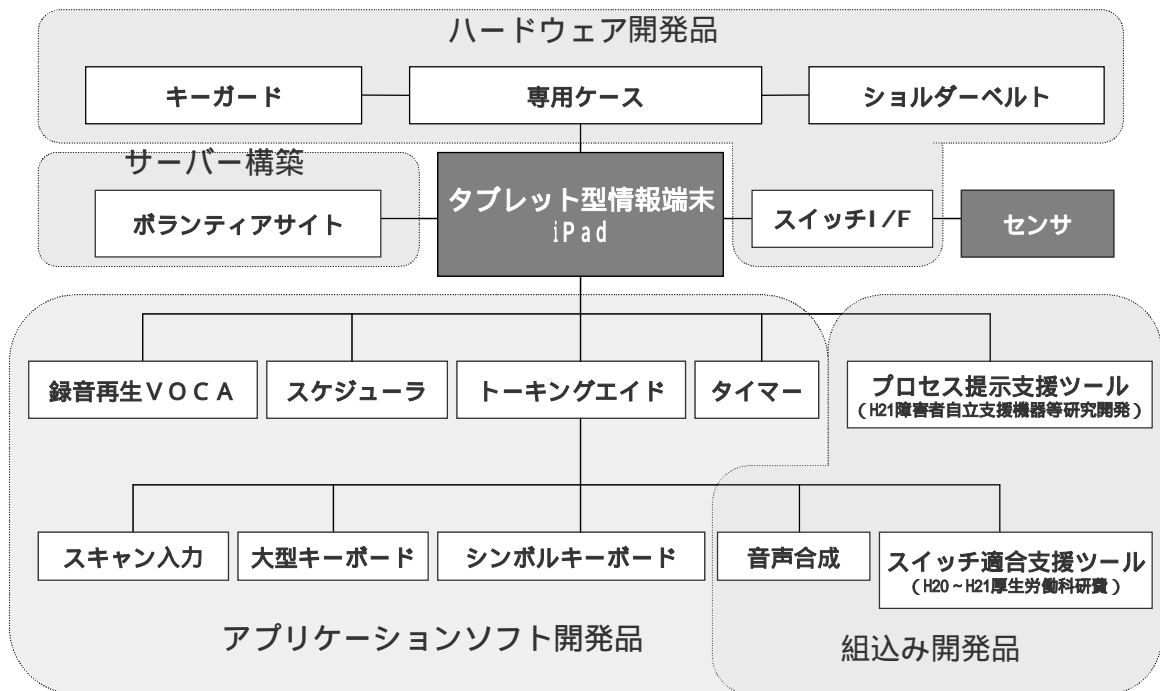 ハードウェア開発品
キーガード
専用ケース
ショルダーベルト
サーバー構築
ボランティアサイト
タブレット型情報端末
iPad
スイッチI/F
センサ
録音再生VOCA
スケジューラ
トーキングエイド
タイマー
プロセス提示支援ツール
(H21障害者自立支援機器等研究開発)
スキャン入力
大型キーボード
シンボルキーボード
音声合成
スイッチ適合支援ツール
(H20~H21厚生労働科研費)
アプリケーションソフト開発品
組込み開発品